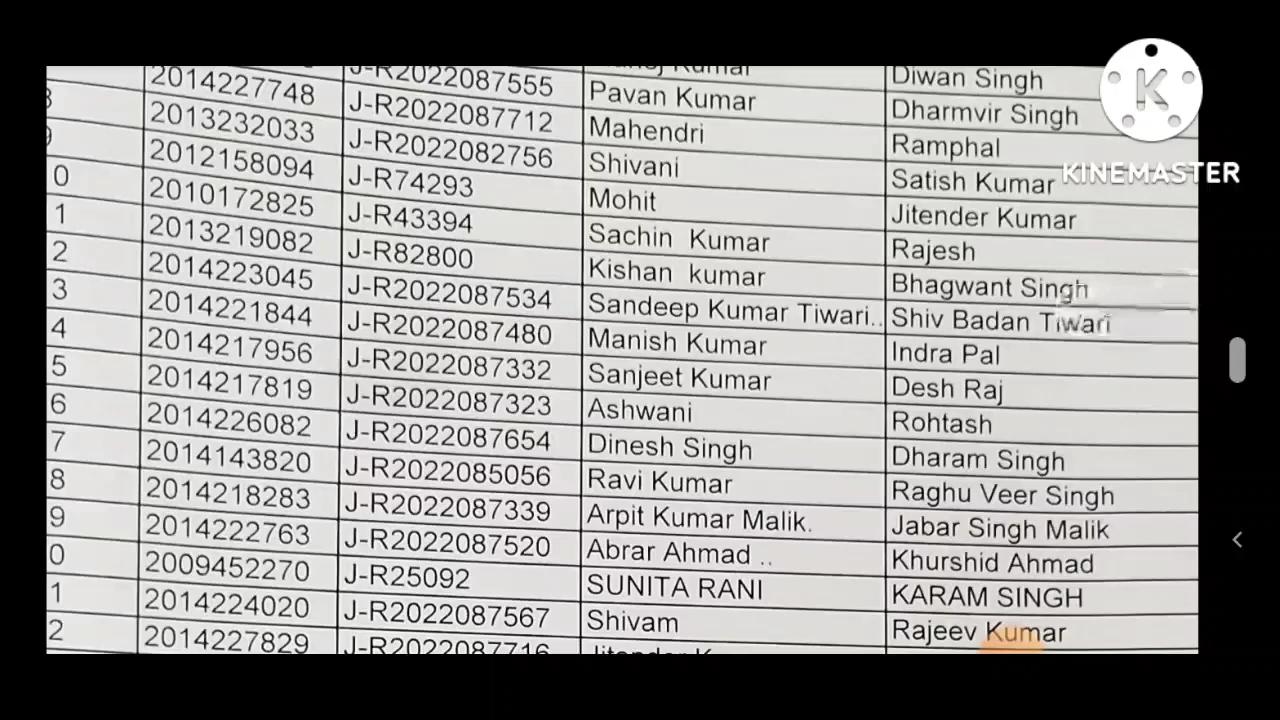 Diwan Singh
J-R2022087555 Pavan Kumar Dharmvir Singh
2014227748 J-R2022087712 Mahendri Ramphal
2013232033 J-R2022082756 Shivani Satish Kumar
2012158094 J-R74293 Mohit Jitender Kumar
0 2010172825 J-R43394 Sachin Kumar Rajesh
1 2013219082 J-R82800 Kishan kumar Bhagwant Singh
2 2014223045 J-R2022087534 Sandeep Kumar Tiwari.. Shiv Badan Tiwari
3 2014221844 J-R2022087480 Manish Kumar Indra Pal
4 2014217956 J-R2022087332 Sanjeet Kumar Desh Raj
5 2014217819 J-R2022087323 Ashwani Rohtash
6 2014226082 J-R2022087654 Dinesh Singh Dharam Singh
7 2014143820 J-R2022085056 Ravi Kumar Raghu Veer Singh
8 2014218283 J-R2022087339 Arpit Kumar Malik. Jabar Singh Malik
9 2014222763 J-R2022087520 Abrar Ahmad .. Khurshid Ahmad
0 2009452270 J-R25092 SUNITA RANI KARAM SINGH
1 2014224020 J-R2022087567 Shivam Rajeev Kumar
2 2014227829 J-R2022087716
K
KINEMASTER